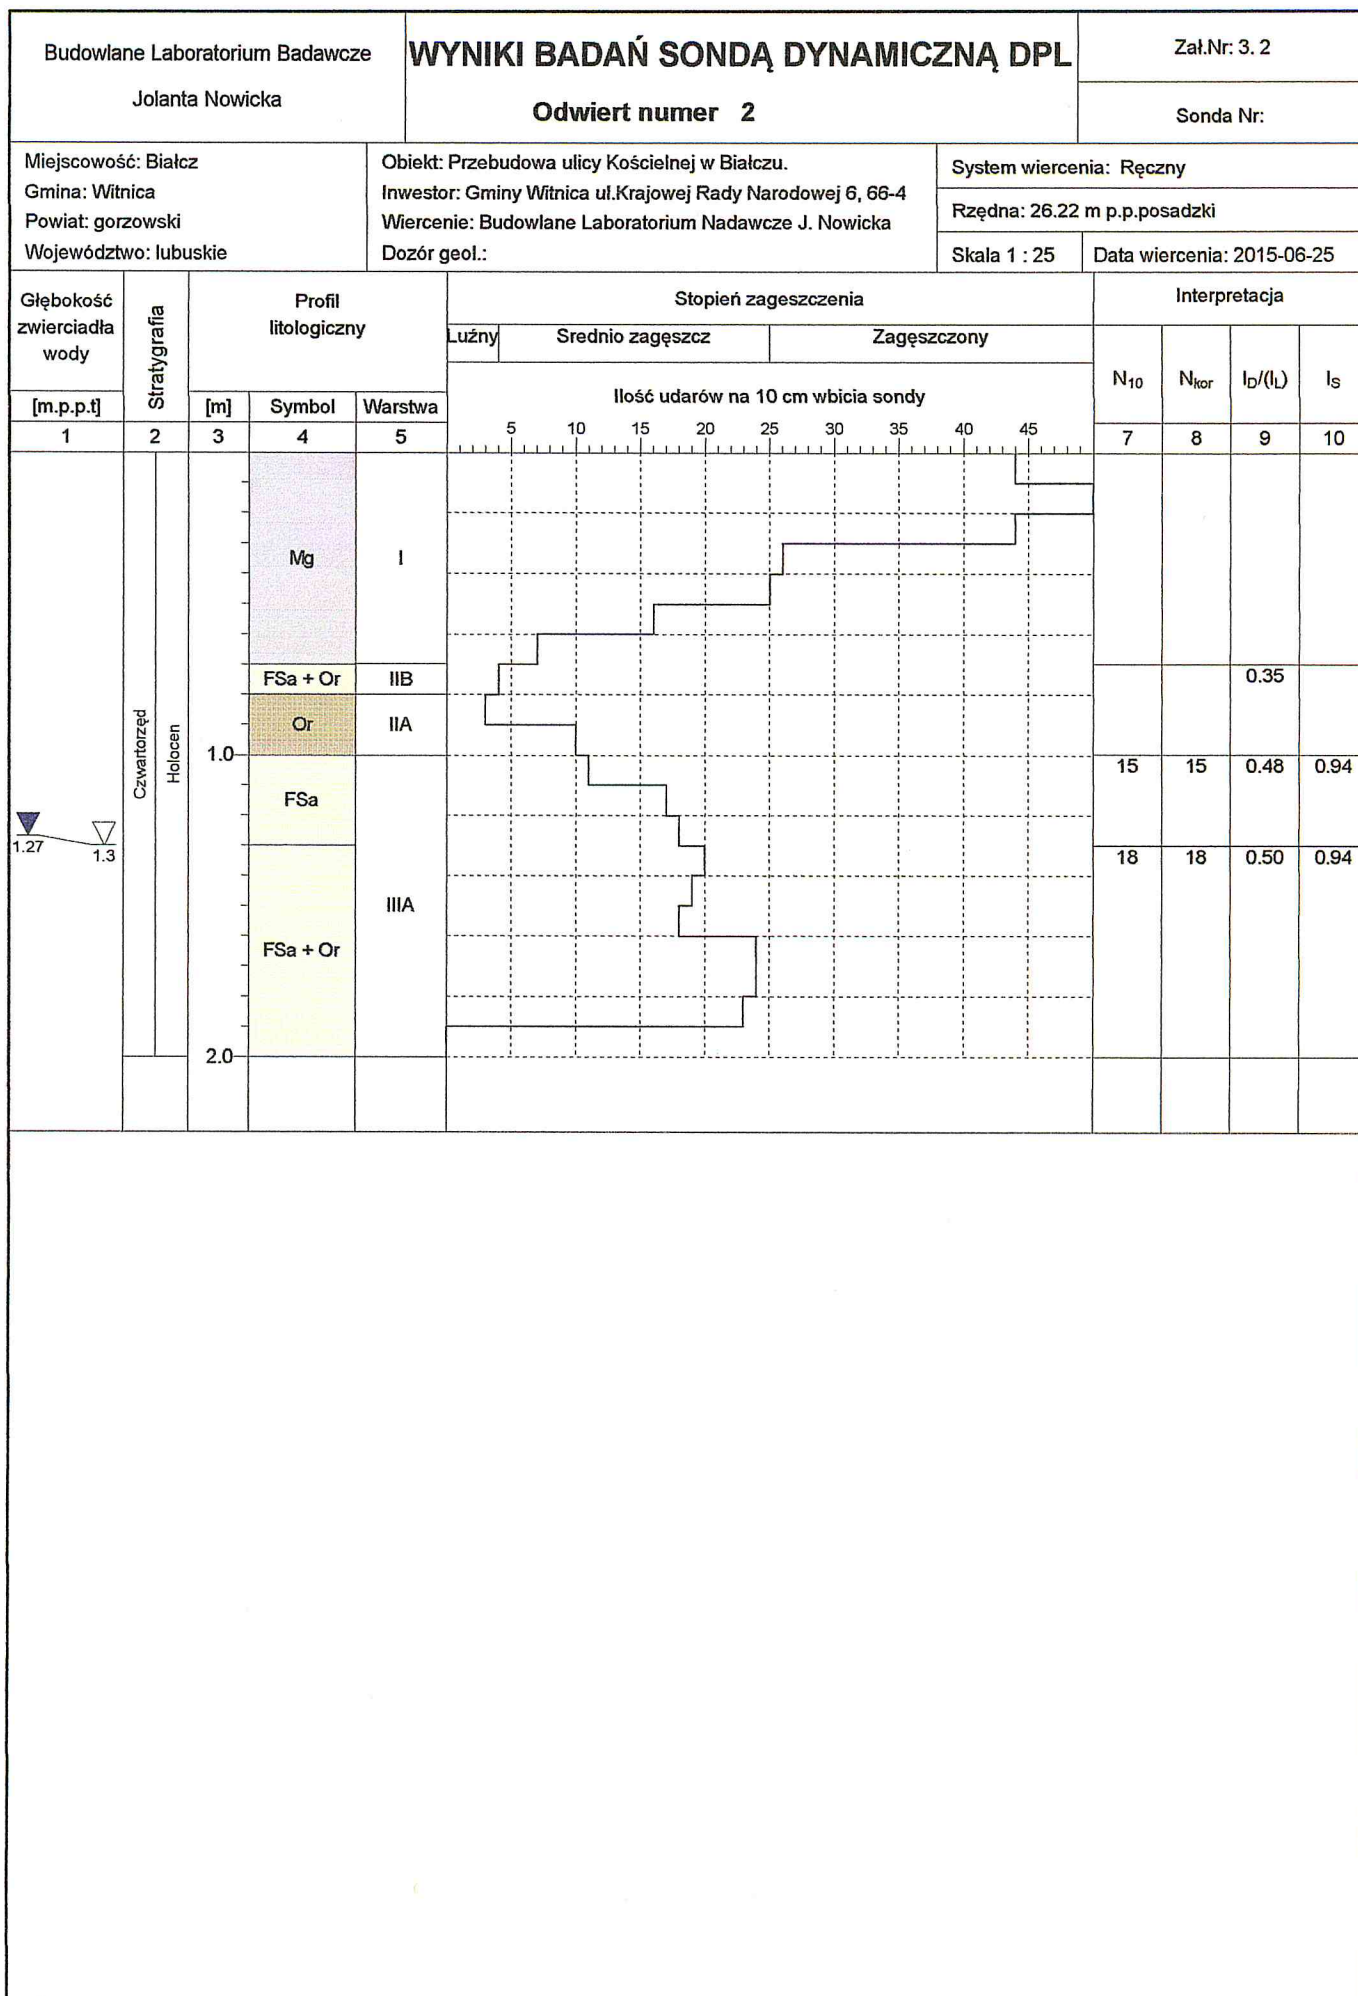 Budowlane Laboratorium Badawcze
Jolanta Nowicka
WYNIKI BADAŃ SONDĄ DYNAMICZNĄ DPL
Odwiert numer 2
Zał.Nr: 3. 2
Sonda Nr:
Miejscowość: Białcz
Gmina: Witnica
Powiat: gorzowski
Województwo: lubuskie
Obiekt: Przebudowa ulicy Kościelnej w Białczu.
Inwestor: Gminy Witnica ul.Krajowej Rady Narodowej 6, 66-4
Wiercenie: Budowlane Laboratorium Nadawcze J. Nowicka
Dozór geol.:
System wiercenia: Ręczny
Rzędna: 26.22 m p.p.posadzki
Skala 1 : 25
Data wiercenia: 2015-06-25
Głębokość
zwierciadła
wody
[m.p.p.t]
Stratygrafia
Profil
litologiczny
[m] Symbol Warstwa
Stopień zagęszczenia
Luźny Srednio zagęszcz Zagęszczony
Ilość udarów na 10 cm wbicia sondy
Interpretacja
N10 Nkor ID/(IL) IS
1 2 3 4 5 7 8 9 10
5 10 15 20 25 30 35 40 45
Mg I
FSa + Or IIB 0.35
Or IIA
1.0 15 15 0.48 0.94
FSa
Czwartorzęd
Holocen
1.27 1.3 18 18 0.50 0.94
IIIA
FSa + Or
2.0